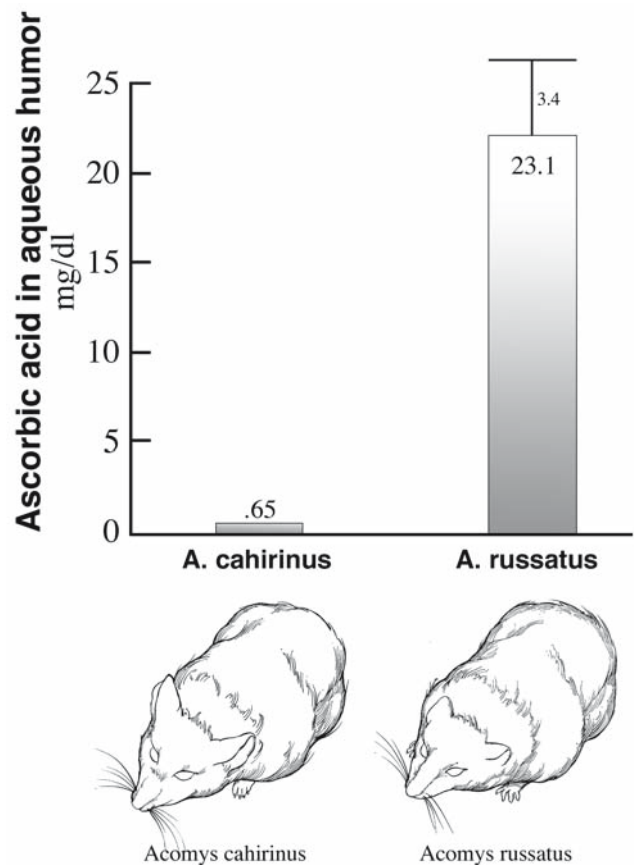 Ascorbic acid in aqueous humor
mg/dl
25
20
15
10
5
0
3.4
23.1
.65
A. cahirinus
A. russatus
Acomys cahirinus
Acomys russatus